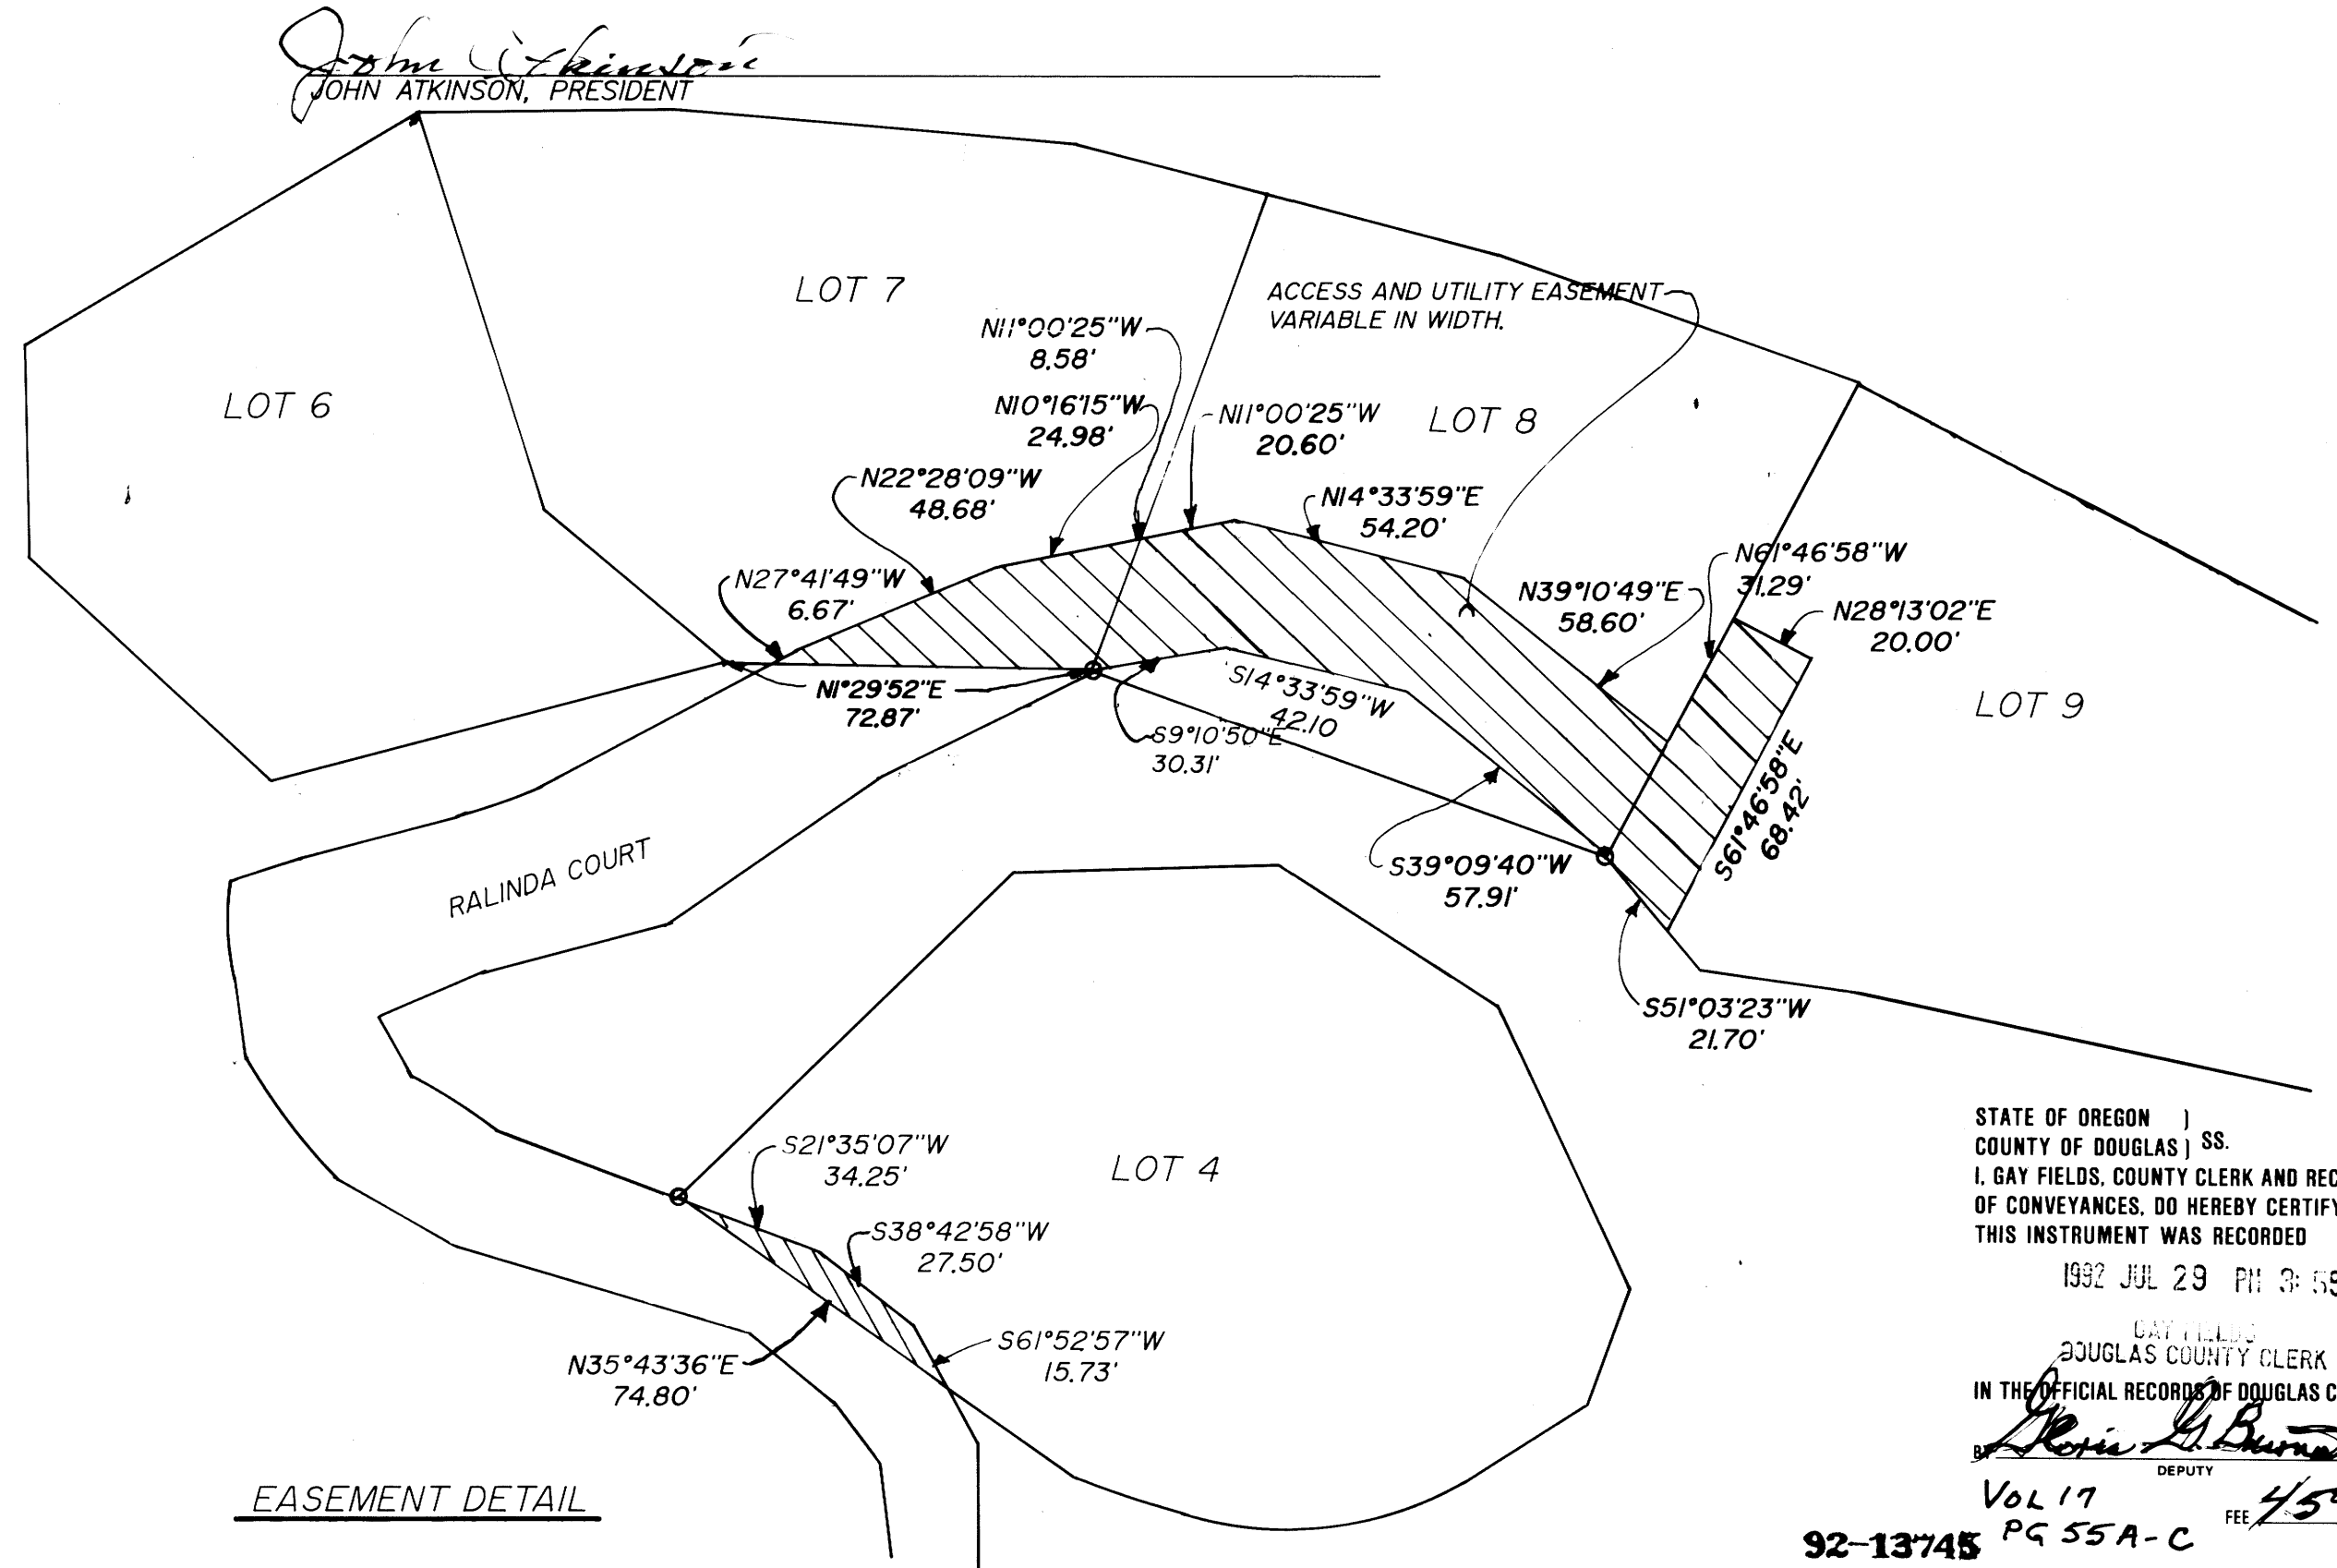 John Atkinson
JOHN ATKINSON, PRESIDENT
LOT 7
ACCESS AND UTILITY EASEMENT
VARIABLE IN WIDTH.
N11°00'25"W
8.58'
LOT 6
N10°16'15"W
24.98'
N11°00'25"W
20.60'
LOT 8
N22°28'09"W
48.68'
N14°33'59"E
54.20'
N27°41'49"W
6.67'
N61°46'58"W
31.29'
N39°10'49"E
58.60'
N28°13'02"E
20.00'
N1°29'52"E
72.87'
S14°33'59"W
42.10
S9°10'50"E
30.31'
LOT 9
S61°46'58"E
68.42'
RALINDA COURT
S39°09'40"W
57.91'
S51°03'23"W
21.70'
S21°35'07"W
34.25'
LOT 4
S38°42'58"W
27.50'
S61°52'57"W
15.73'
N35°43'36"E
74.80'
EASEMENT DETAIL
STATE OF OREGON )
COUNTY OF DOUGLAS ) SS.
I, GAY FIELDS, COUNTY CLERK AND REC
OF CONVEYANCES, DO HEREBY CERTIFY
THIS INSTRUMENT WAS RECORDED
1992 JUL 29 PM 3:
GAY FIELDS
DOUGLAS COUNTY CLERK
IN THE OFFICIAL RECORDS OF DOUGLAS C
BY
DEPUTY
VOL 17
FEE 45
PG 55A-C
92-13745